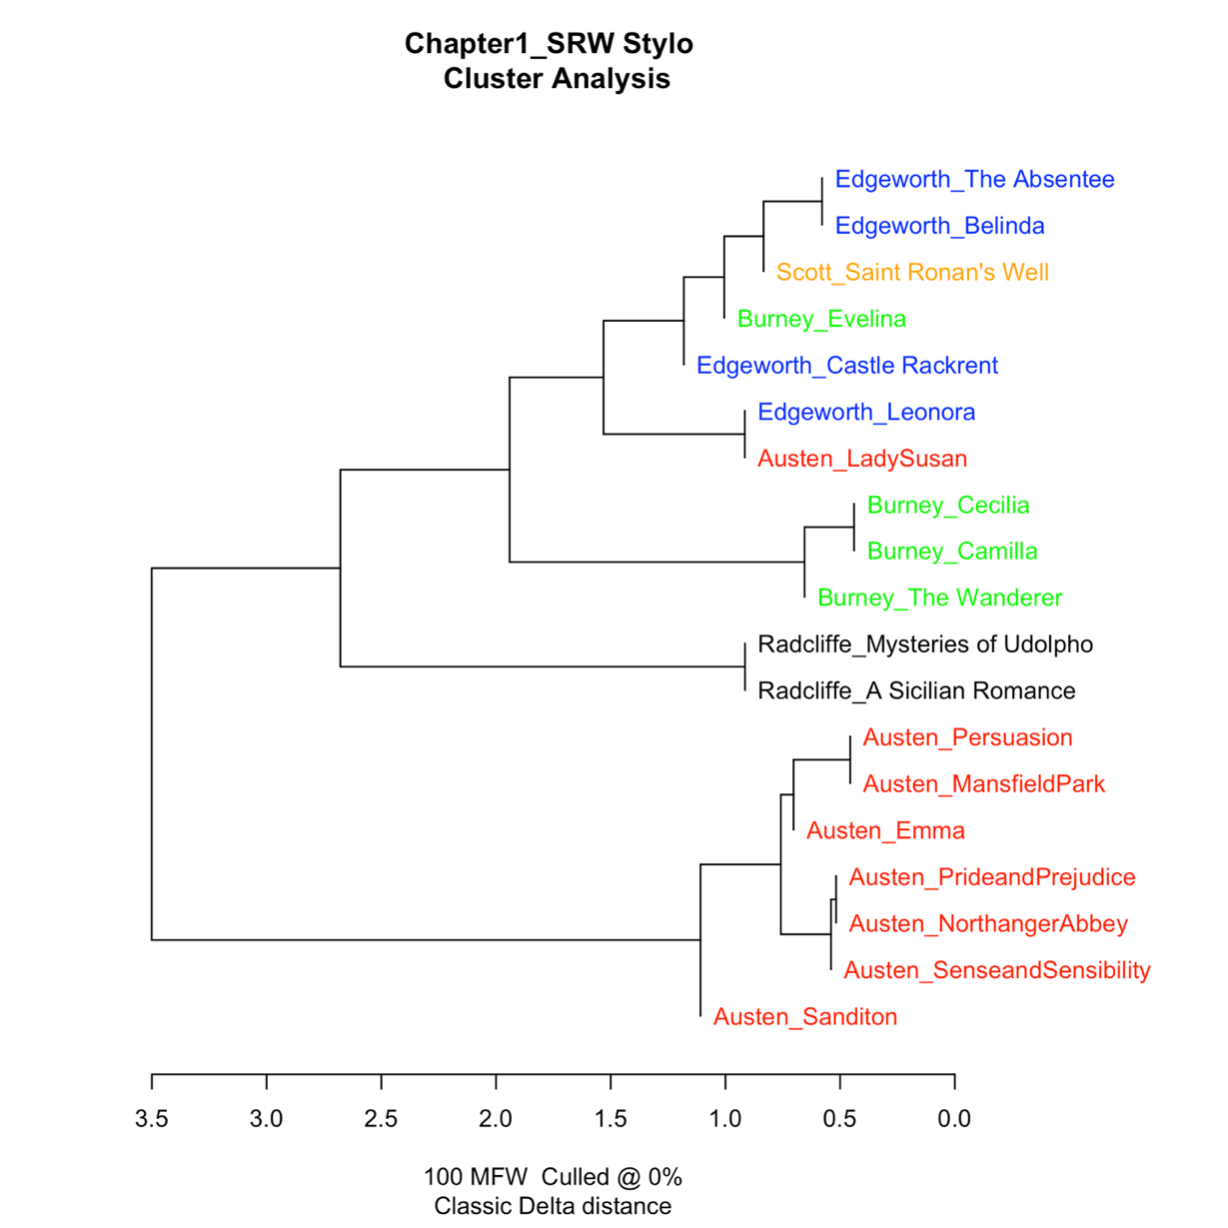 Chapter1_SRW Stylo
Cluster Analysis
Edgeworth_The Absentee
Edgeworth_Belinda
Scott_Saint Ronan's Well
Burney_Evelina
Edgeworth_Castle Rackrent
Edgeworth_Leonora
Austen_LadySusan
Burney_Cecilia
Burney_Camilla
Burney_The Wanderer
Radcliffe_Mysteries of Udolpho
Radcliffe_A Sicilian Romance
Austen_Persuasion
Austen_MansfieldPark
Austen_Emma
Austen_PrideandPrejudice
Austen_NorthangerAbbey
Austen_SenseandSensibility
Austen_Sanditon
3.5 3.0 2.5 2.0 1.5 1.0 0.5 0.0
100 MFW  Culled @ 0%
Classic Delta distance